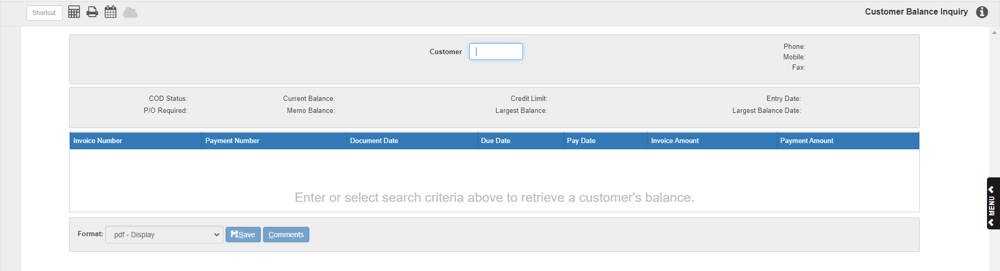 Shortcut
Customer Balance Inquiry
Customer
Phone:
Mobile:
Fax:
COD Status:
Current Balance:
Credit Limit:
Entry Date:
P/O Required:
Memo Balance:
Largest Balance:
Largest Balance Date:
Invoice Number
Payment Number
Document Date
Due Date
Pay Date
Invoice Amount
Payment Amount
Enter or select search criteria above to retrieve a customer's balance.
MENU
Format:
pdf - Display
Save
Comments